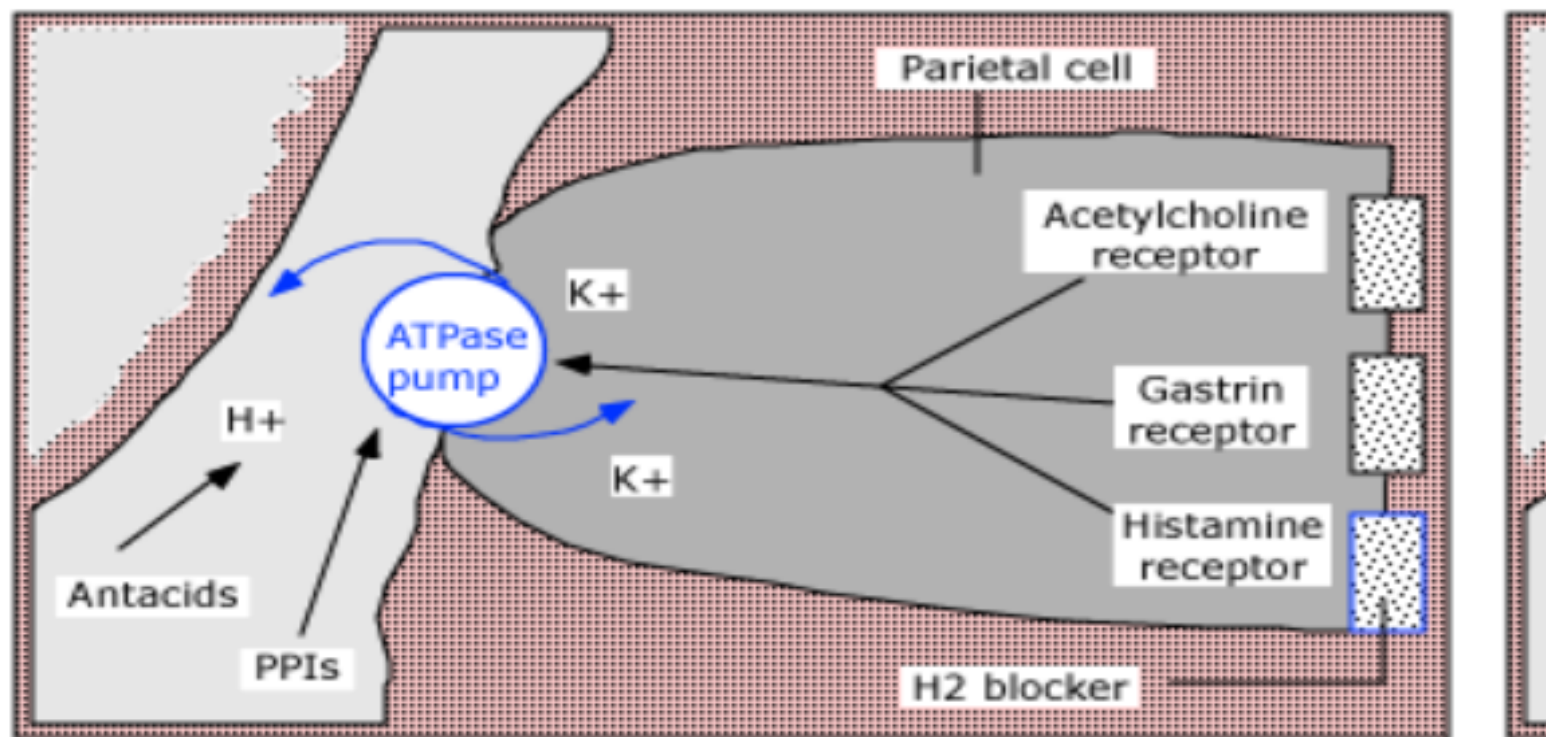 Parietal cell
Acetylcholine
receptor
K+
ATPase
pump
Gastrin
receptor
H+
K+
Histamine
receptor
Antacids
PPIs
H2 blocker